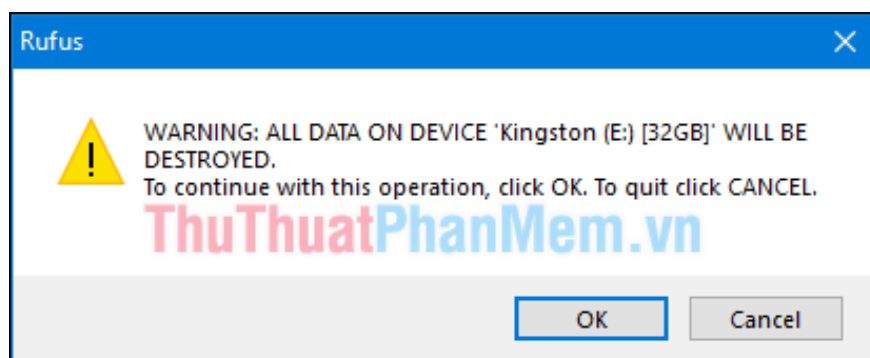 Rufus
WARNING: ALL DATA ON DEVICE 'Kingston (E:) [32GB]' WILL BE
DESTROYED.
To continue with this operation, click OK. To quit click CANCEL.
ThuThuatPhanMem.vn
OK
Cancel